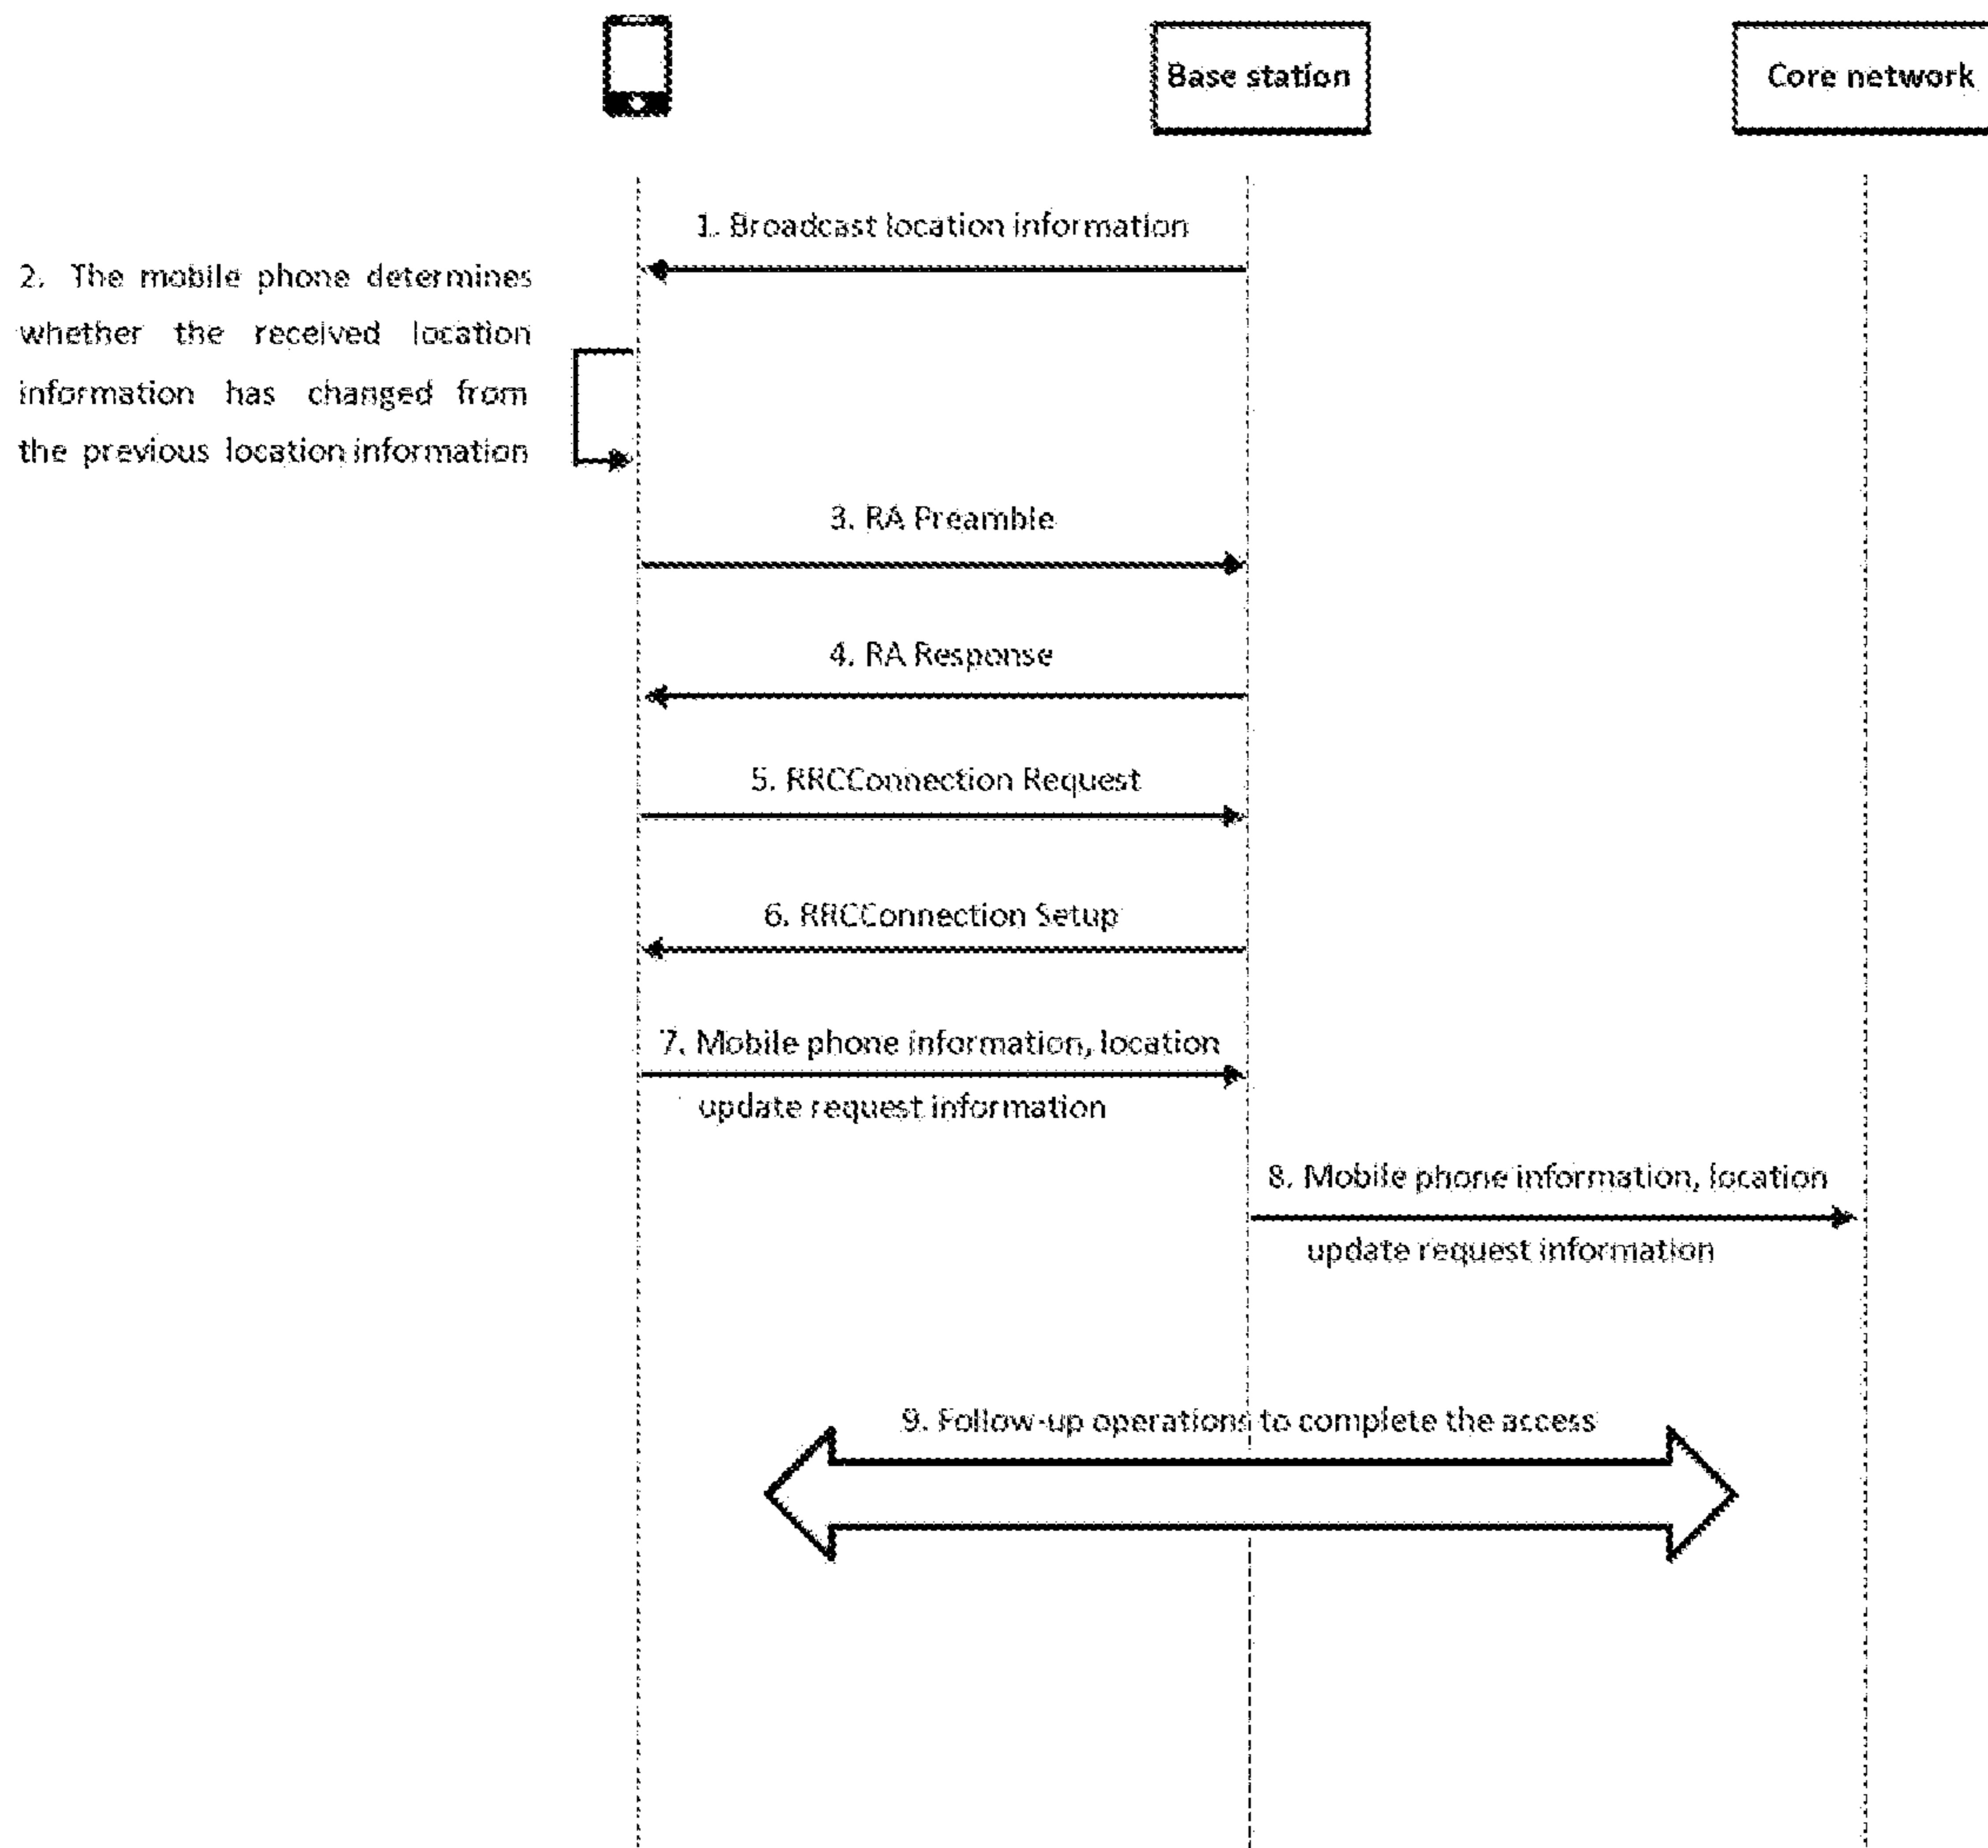 Base station
Core network
1. Broadcast location information
2. The mobile phone determines
whether the received location
information has changed from
the previous location information
3. RA Preamble
4. RA Response
5. RRCConnection Request
6. RRCConnection Setup
7. Mobile phone information, location
update request information
8. Mobile phone information, location
update request information
9. Follow-up operations to complete the access